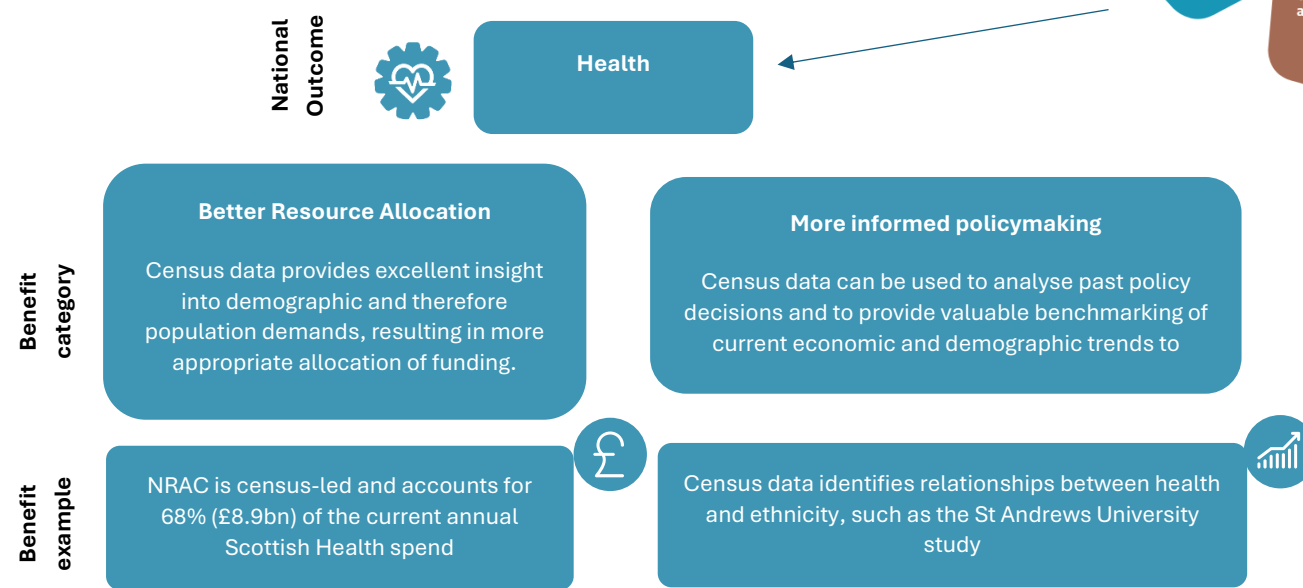 National
Outcome
Health
a
Benefit
category
Better Resource Allocation
Census data provides excellent insight
into demographic and therefore
population demands, resulting in more
appropriate allocation of funding.
More informed policymaking
Census data can be used to analyse past policy
decisions and to provide valuable benchmarking of
current economic and demographic trends to
Benefit
example
NRAC is census-led and accounts for
68% (£8.9bn) of the current annual
Scottish Health spend
£
Census data identifies relationships between health
and ethnicity, such as the St Andrews University
study